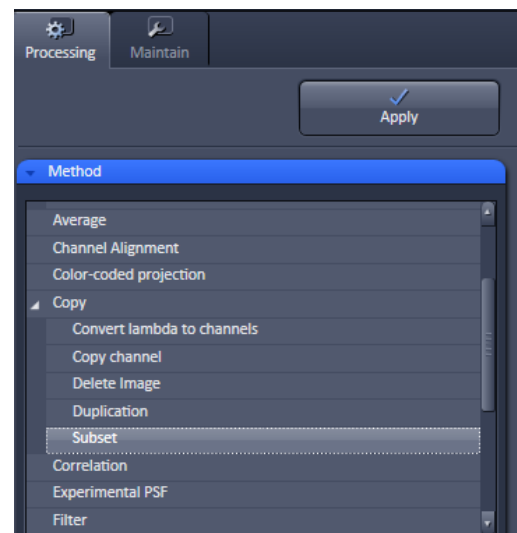 Processing
Maintain
Apply
Method
Average
Channel Alignment
Color-coded projection
Copy
Convert lambda to channels
Copy channel
Delete Image
Duplication
Subset
Correlation
Experimental PSF
Filter